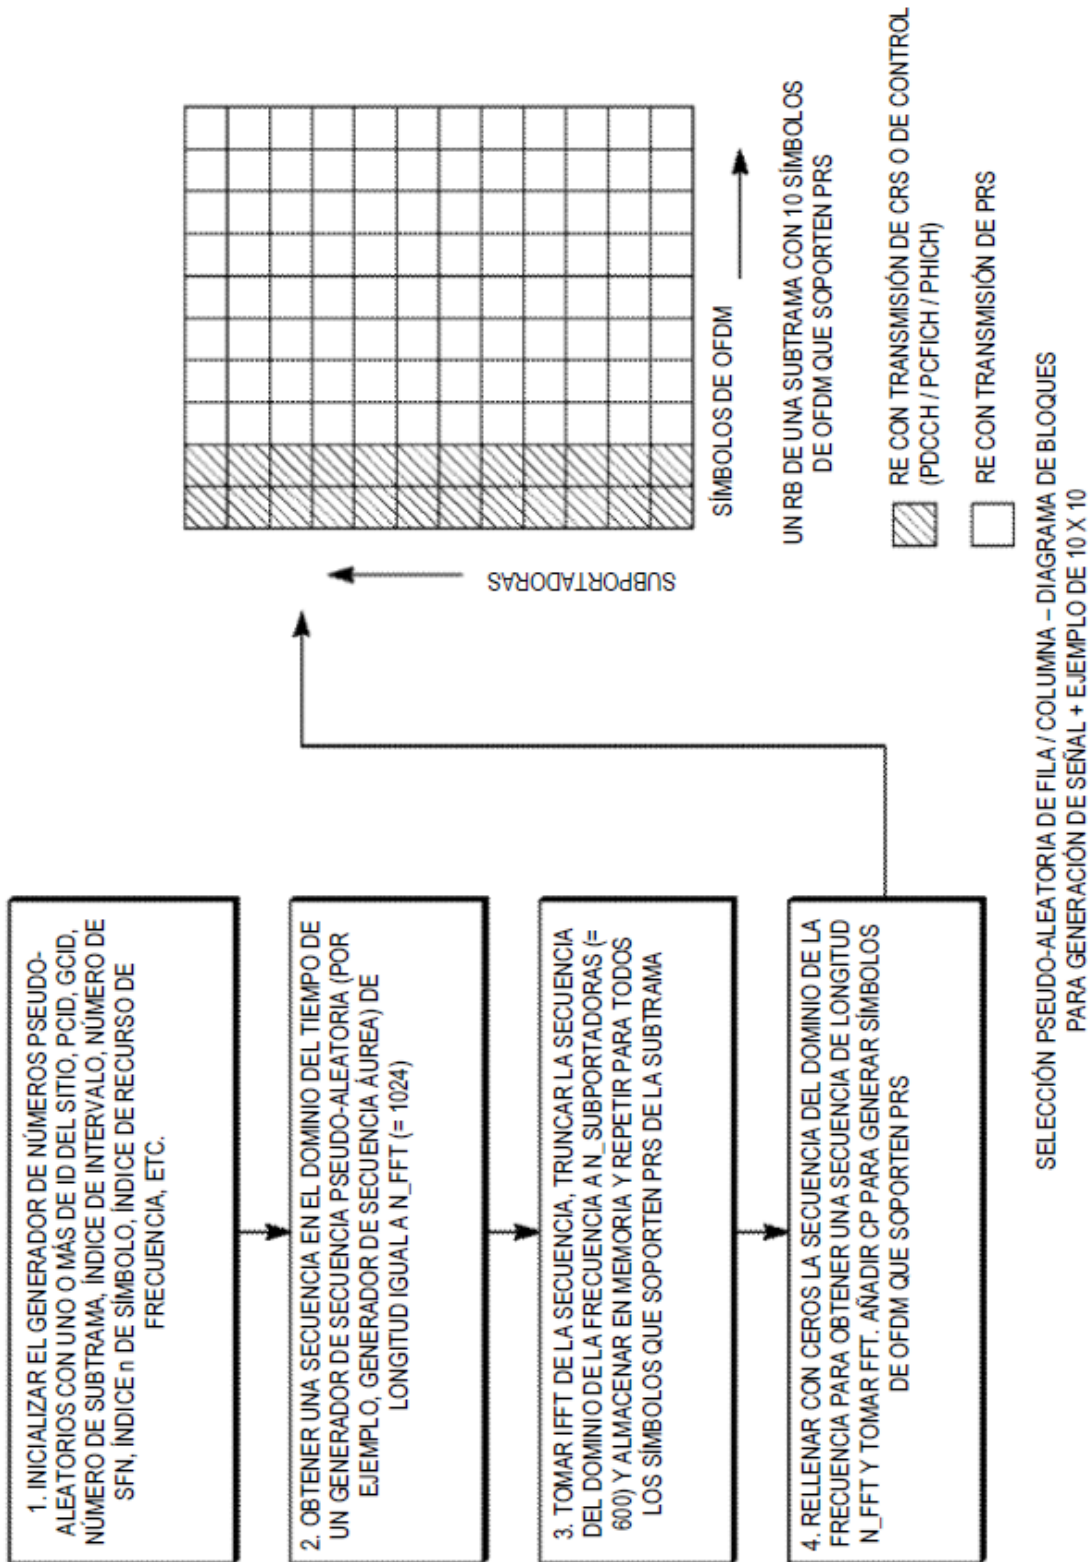 1. INICIALIZAR EL GENERADOR DE NÚMEROS PSEUDO-
ALEATORIOS CON UNO O MÁS DE ID DEL SITIO, PCID, GCID,
NÚMERO DE SUBTRAMA, ÍNDICE DE INTERVALO, NÚMERO DE
SFN, ÍNDICE n DE SÍMBOLO, ÍNDICE DE RECURSO DE
FRECUENCIA, ETC.
2. OBTENER UNA SECUENCIA EN EL DOMINIO DEL TIEMPO DE
UN GENERADOR DE SECUENCIA PSEUDO-ALEATORIA (POR
EJEMPLO, GENERADOR DE SECUENCIA ÁUREA) DE
LONGITUD IGUAL A N_FFT (= 1024)
3. TOMAR IFFT DE LA SECUENCIA, TRUNCAR LA SECUENCIA
DEL DOMINIO DE LA FRECUENCIA A N_SUBPORTADORAS (=
600) Y ALMACENAR EN MEMORIA Y REPETIR PARA TODOS
LOS SÍMBOLOS QUE SOPORTEN PRS DE LA SUBTRAMA
4. RELLENAR CON CEROS LA SECUENCIA DEL DOMINIO DE LA
FRECUENCIA PARA OBTENER UNA SECUENCIA DE LONGITUD
N_FFT Y TOMAR FFT. AÑADIR CP PARA GENERAR SÍMBOLOS
DE OFDM QUE SOPORTEN PRS
SUBPORTADORAS
SÍMBOLOS DE OFDM
UN RB DE UNA SUBTRAMA CON 10 SÍMBOLOS
DE OFDM QUE SOPORTEN PRS
RE CON TRANSMISIÓN DE CRS O DE CONTROL
(PDCCH / PCFICH / PHICH)
RE CON TRANSMISIÓN DE PRS
SELECCIÓN PSEUDO-ALEATORIA DE FILA / COLUMNA – DIAGRAMA DE BLOQUES
PARA GENERACIÓN DE SEÑAL + EJEMPLO DE 10 X 10